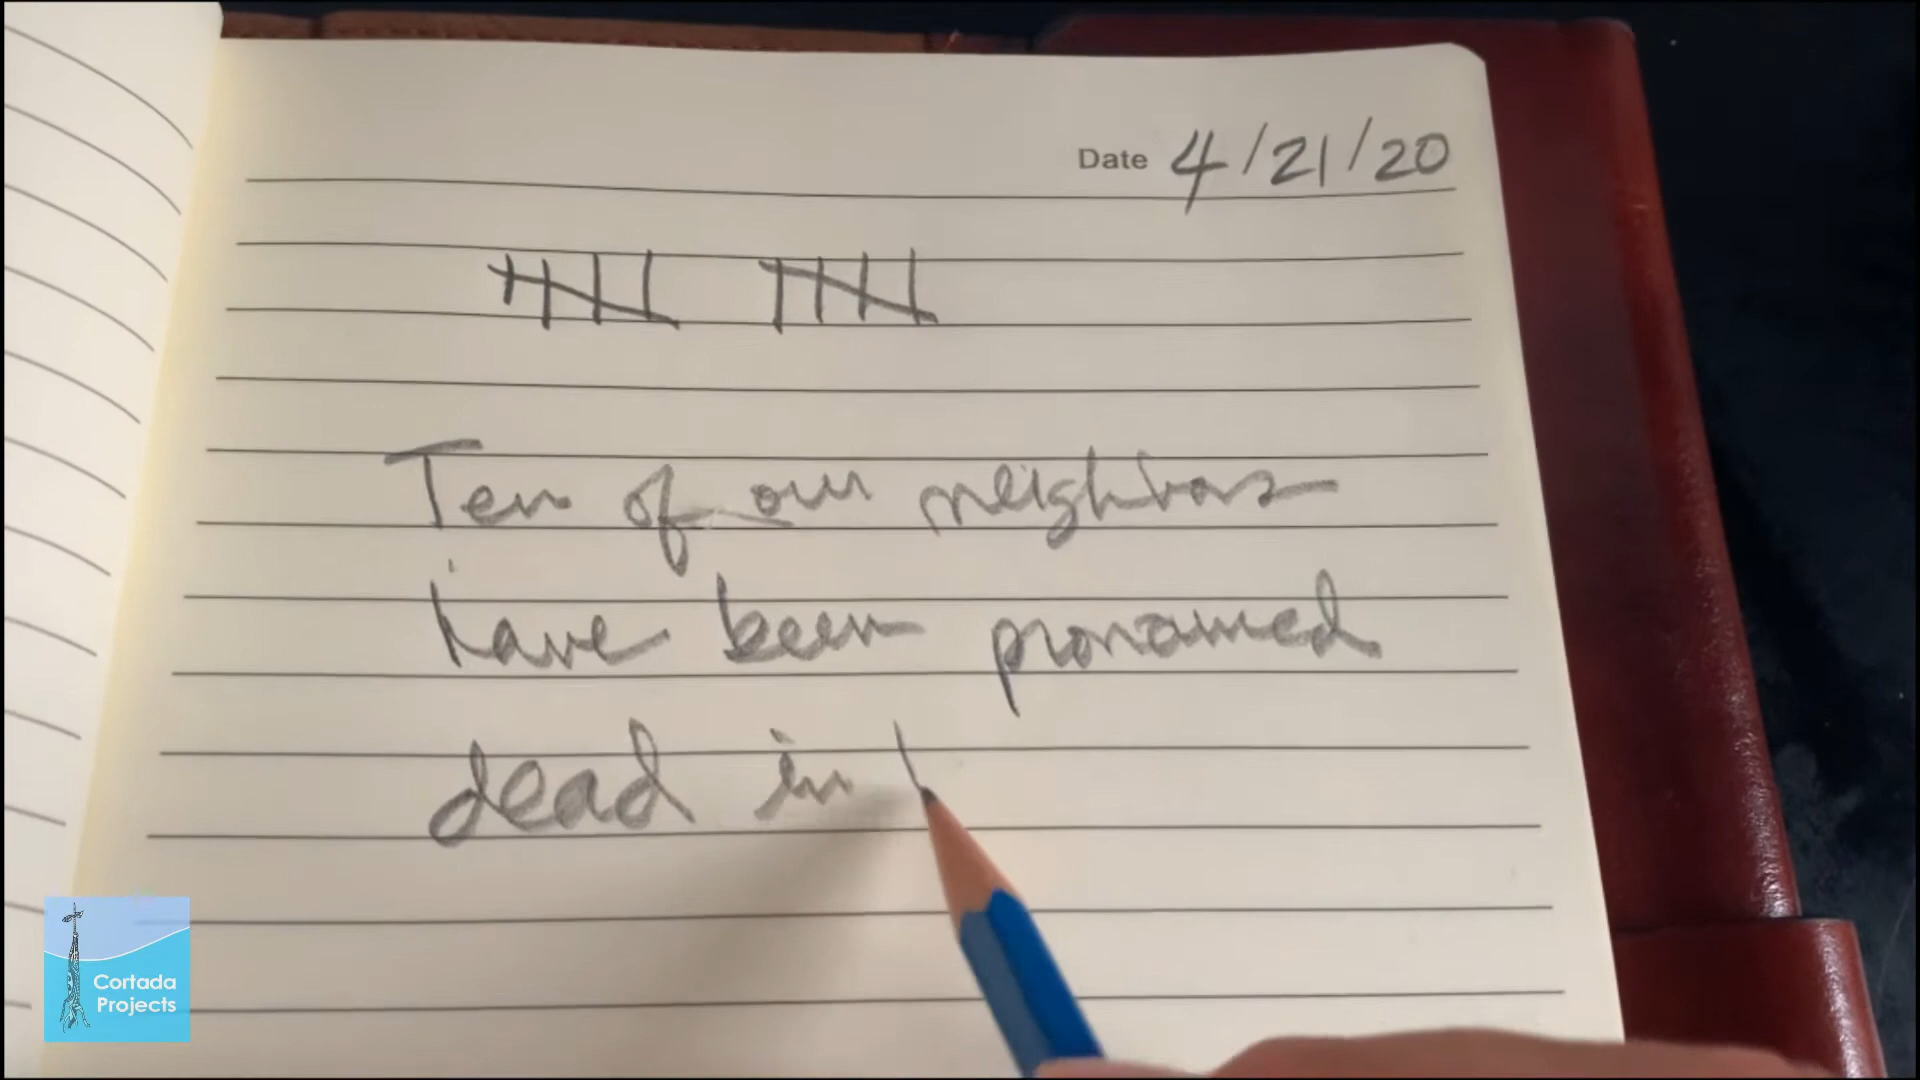 Date 4/21/20
Ten of our neighbors
have been pronounced
dead in
Cortada
Projects